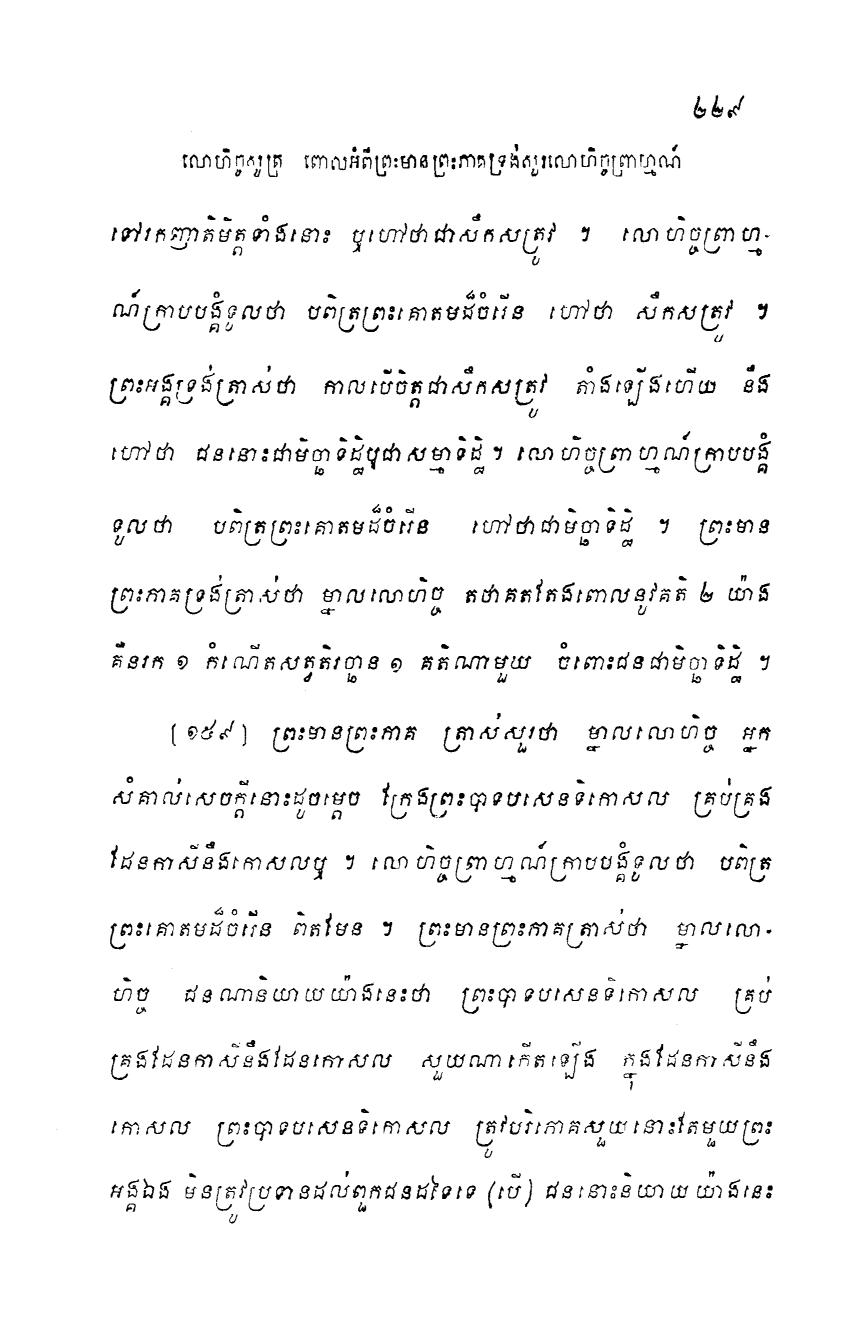 ២២៩
លោហិច្ចសូត្រ ពោលអំពីព្រះមានព្រះភាគទ្រង់សួរលោហិច្ចព្រាហ្មណ៍
ទៅរកញាតិមិត្តទាំងនោះ ឬហៅថាជាសឹកសត្រូវ ។ លោហិច្ចព្រាហ្ម-
ណ៍ក្រាបបង្គំទូលថា បពិត្រព្រះគោតមដ៏ចំរើន ហៅថា សឹកសត្រូវ ។
ព្រះអង្គទ្រង់ត្រាស់ថា កាលបើចិត្តជាសឹកសត្រូវ តាំងឡើងហើយ នឹង
ហៅថា ជននោះជាមិច្ឆាទិដ្ឋិឬជាសម្មាទិដ្ឋិ ។ លោហិច្ចព្រាហ្មណ៍ក្រាបបង្គំ
ទូលថា បពិត្រព្រះគោតមដ៏ចំរើន ហៅថាជាមិច្ឆាទិដ្ឋិ ។ ព្រះមាន
ព្រះភាគទ្រង់ត្រាស់ថា ម្នាលលោហិច្ច តថាគតតែងពោលនូវគតិ ២ យ៉ាង
គឺនរក ១ កំណើតសត្វតិរច្ឆាន ១ គតិណាមួយ ចំពោះជនជាមិច្ឆាទិដ្ឋិ ។
[១៥៩] ព្រះមានព្រះភាគ ត្រាស់សួរថា ម្នាលលោហិច្ច អ្នក
សំគាល់សេចក្តីនោះដូចម្តេច ក្រែងព្រះបាទបសេនទិកោសល គ្រប់គ្រង
ដែនកាសីនឹងកោសលឬ ។ លោហិច្ចព្រាហ្មណ៍ក្រាបបង្គំទូលថា បពិត្រ
ព្រះគោតមដ៏ចំរើន ពិតមែន ។ ព្រះមានព្រះភាគត្រាស់ថា ម្នាលលោ-
ហិច្ច ជនណានិយាយយ៉ាងនេះថា ព្រះបាទបសេនទិកោសល គ្រប់
គ្រងដែនកាសីនឹងដែនកោសល សួយណាកើតឡើង ក្នុងដែនកាសីនឹង
កោសល ព្រះបាទបសេនទិកោសល ត្រូវបរិភោគសួយនោះតែមួយព្រះ
អង្គឯង មិនត្រូវប្រទានដល់ពួកជនដទៃទេ (បើ) ជននោះនិយាយយ៉ាងនេះ